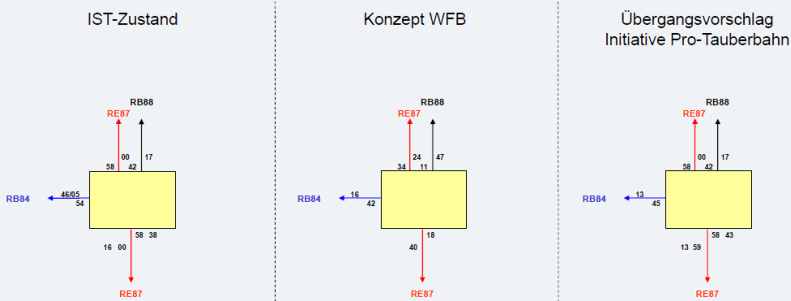 IST-Zustand
RB88
RE87
00 17
58 42
RB84
46/05
54
58 38
16 00
RE87
Konzept WFB
RB88
RE87
24 47
34 11
RB84
16
42
18
40
RE87
Übergangsvorschlag
Initiative Pro-Tauberbahn
RB88
RE87
00 17
58 42
RB84
13
45
58 43
13 59
RE87